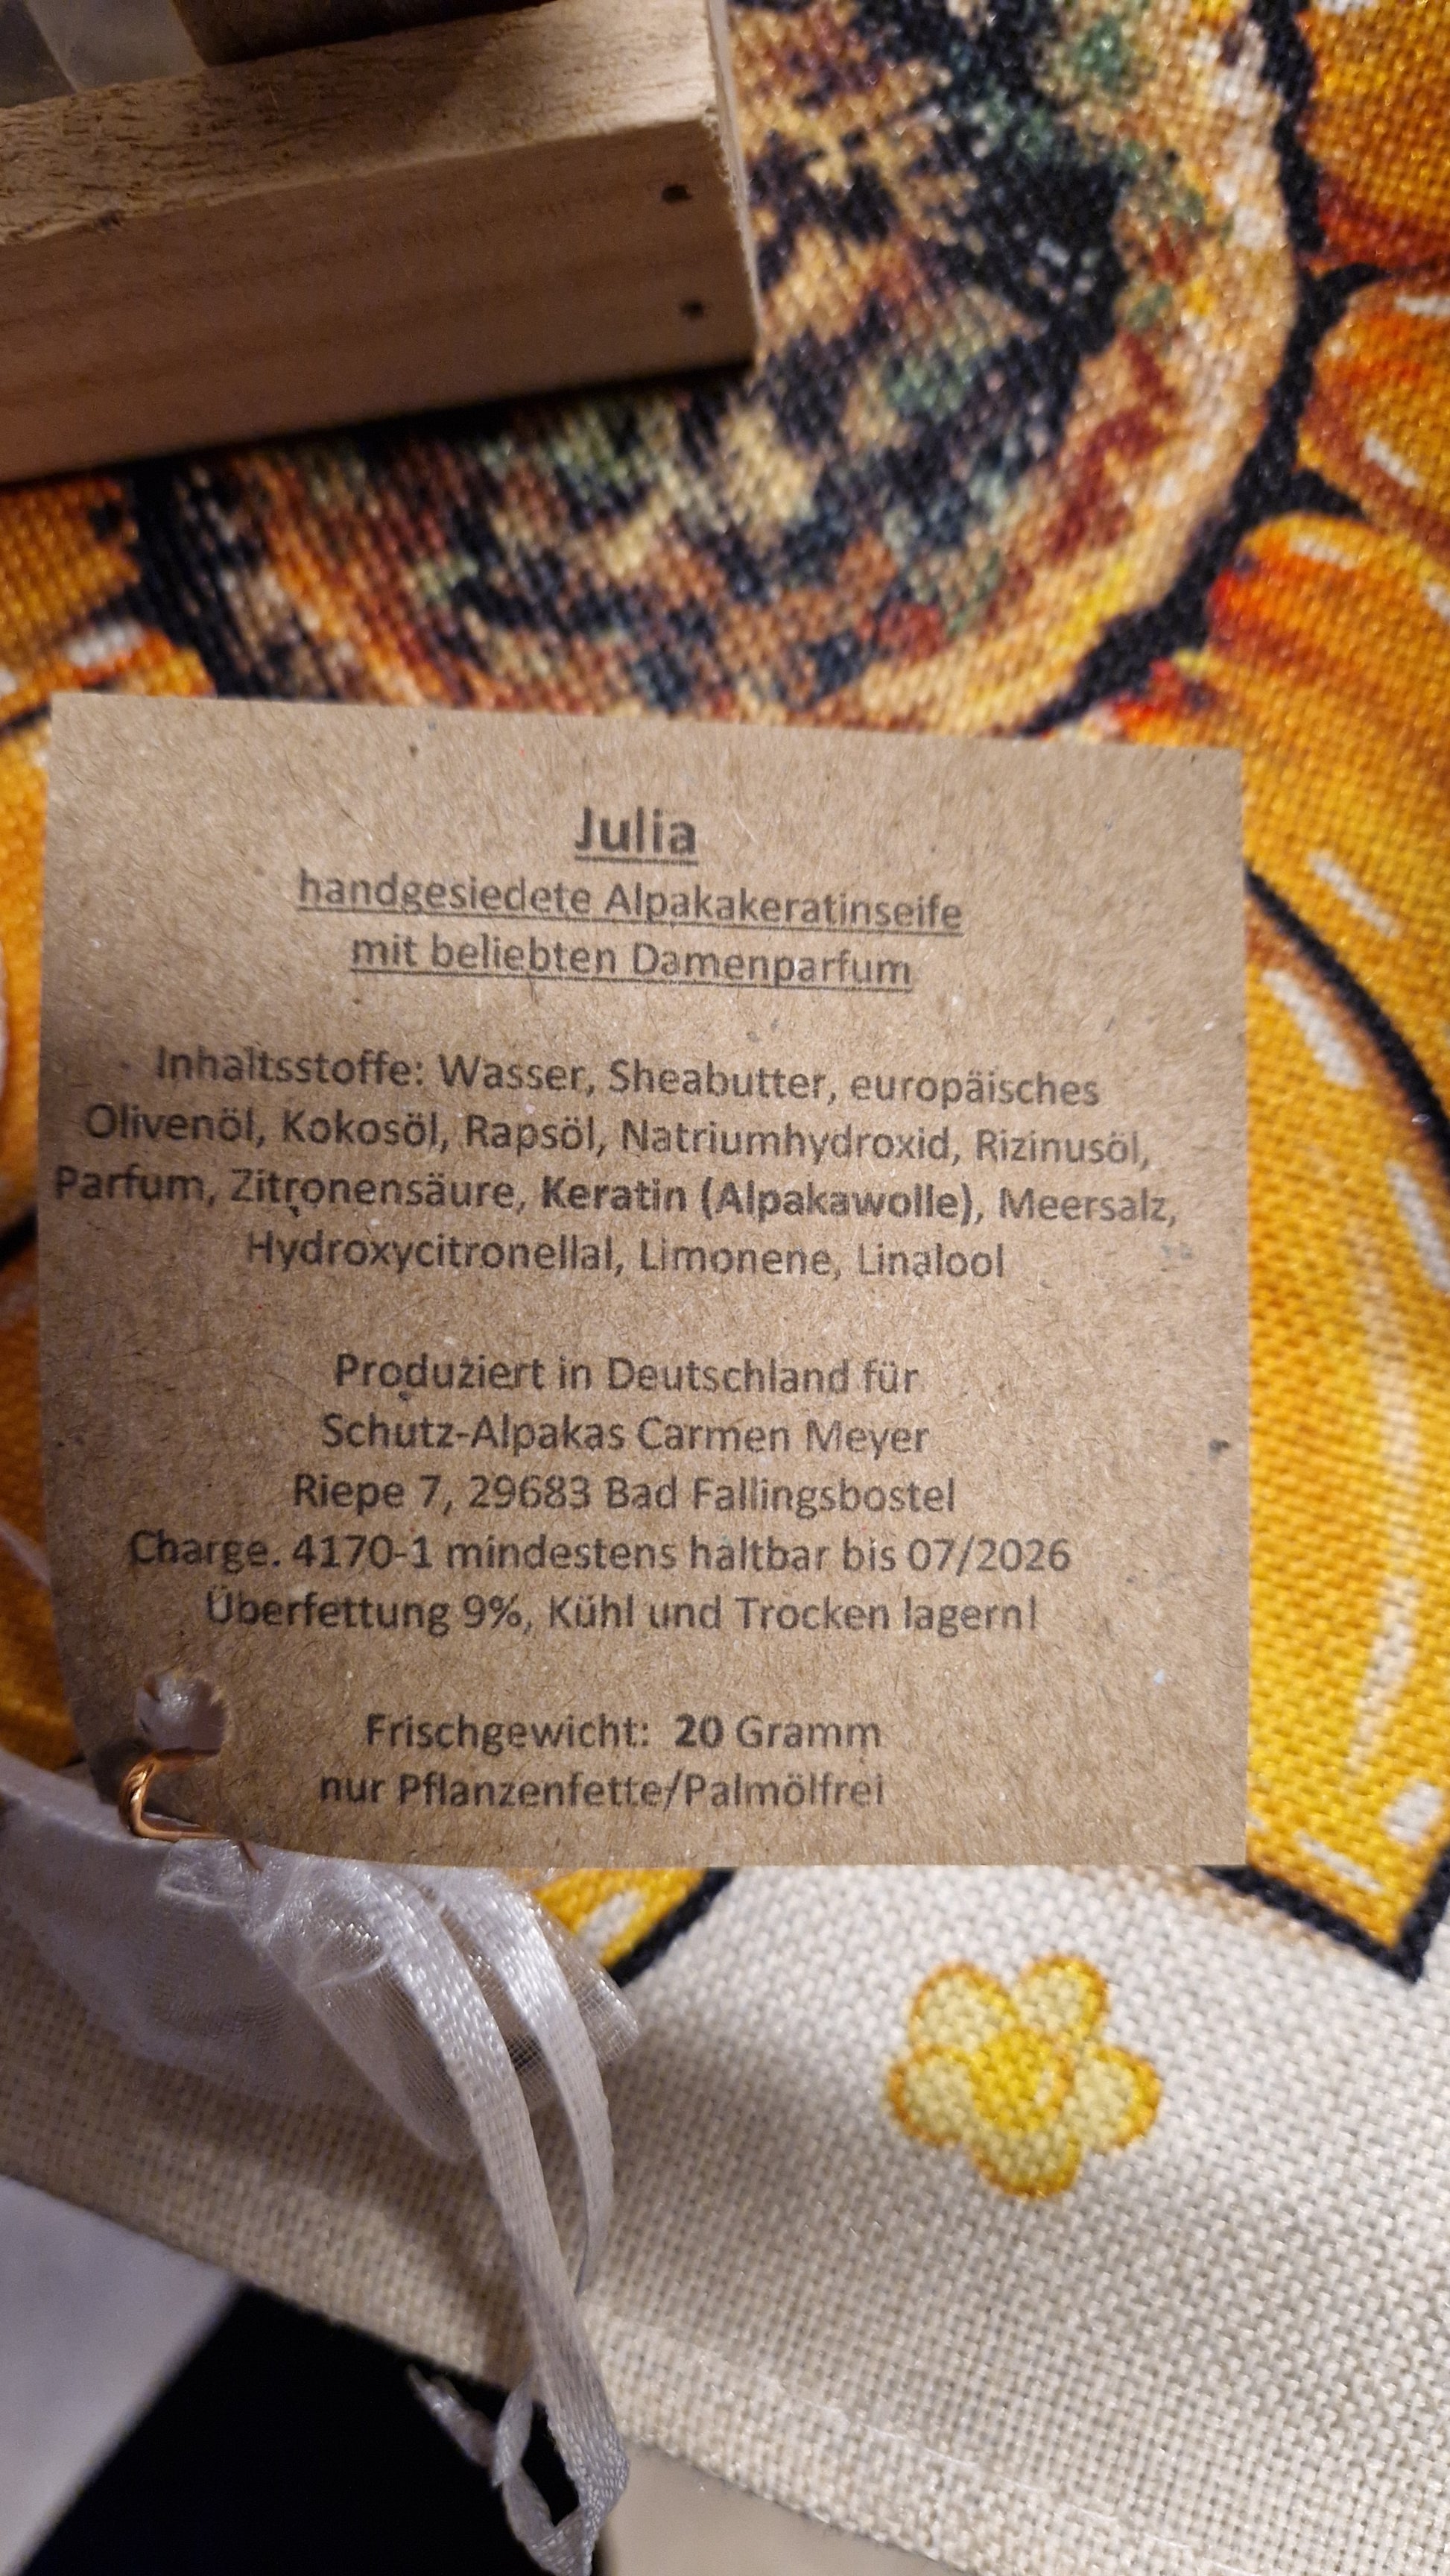 Julia
handgesiedete Alpakakeratinseife
mit beliebten Damenparfum
Inhaltsstoffe: Wasser, Sheabutter, europäisches
Olivenöl, Kokosöl, Rapsöl, Natriumhydroxid, Rizinusöl,
Parfum, Zitronensäure, Keratin (Alpakawolle), Meersalz,
Hydroxycitronellal, Limonene, Linalool
Produziert in Deutschland für
Schutz-Alpakas Carmen Meyer
Riepe 7, 29683 Bad Fallingsbostel
Charge. 4170-1 mindestens haltbar bis 07/2026
Überfettung 9%, Kühl und Trocken lagern!
Frischgewicht: 20 Gramm
nur Pflanzenfette/Palmölfrei